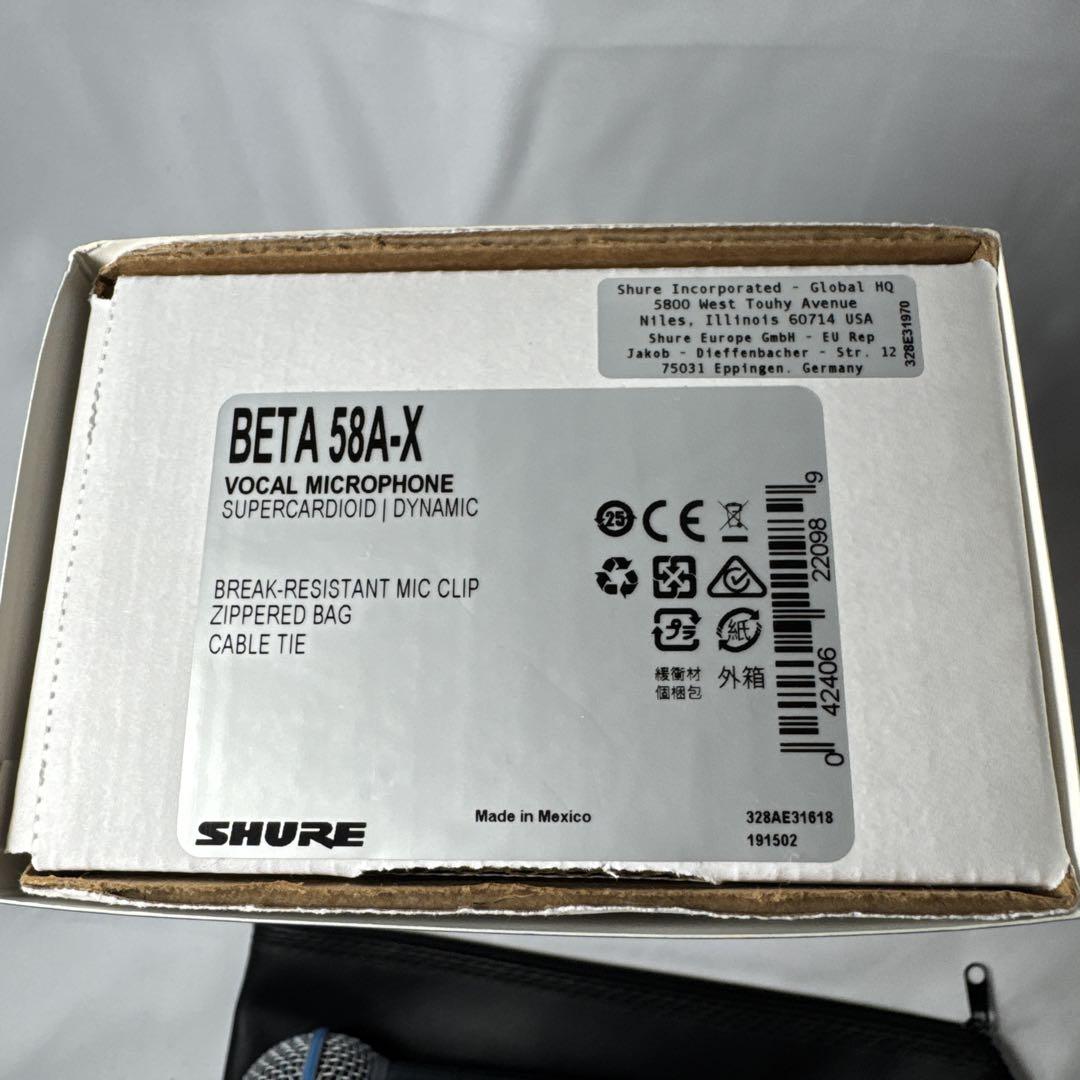 Shure Incorporated - Global HQ
5800 West Touhy Avenue
Niles, Illinois 60714 USA
Shure Europe GmbH - EU Rep
Jakob - Dieffenbacher - Str. 12
75031 Eppingen. Germany
328E31970
BETA 58A-X
VOCAL MICROPHONE
SUPERCARDIOID | DYNAMIC
BREAK-RESISTANT MIC CLIP
ZIPPERED BAG
CABLE TIE
25 CE
プラ 紙
緩衝材 外箱
個梱包
0 42406 22098 9
SHURE
Made in Mexico
328AE31618
191502